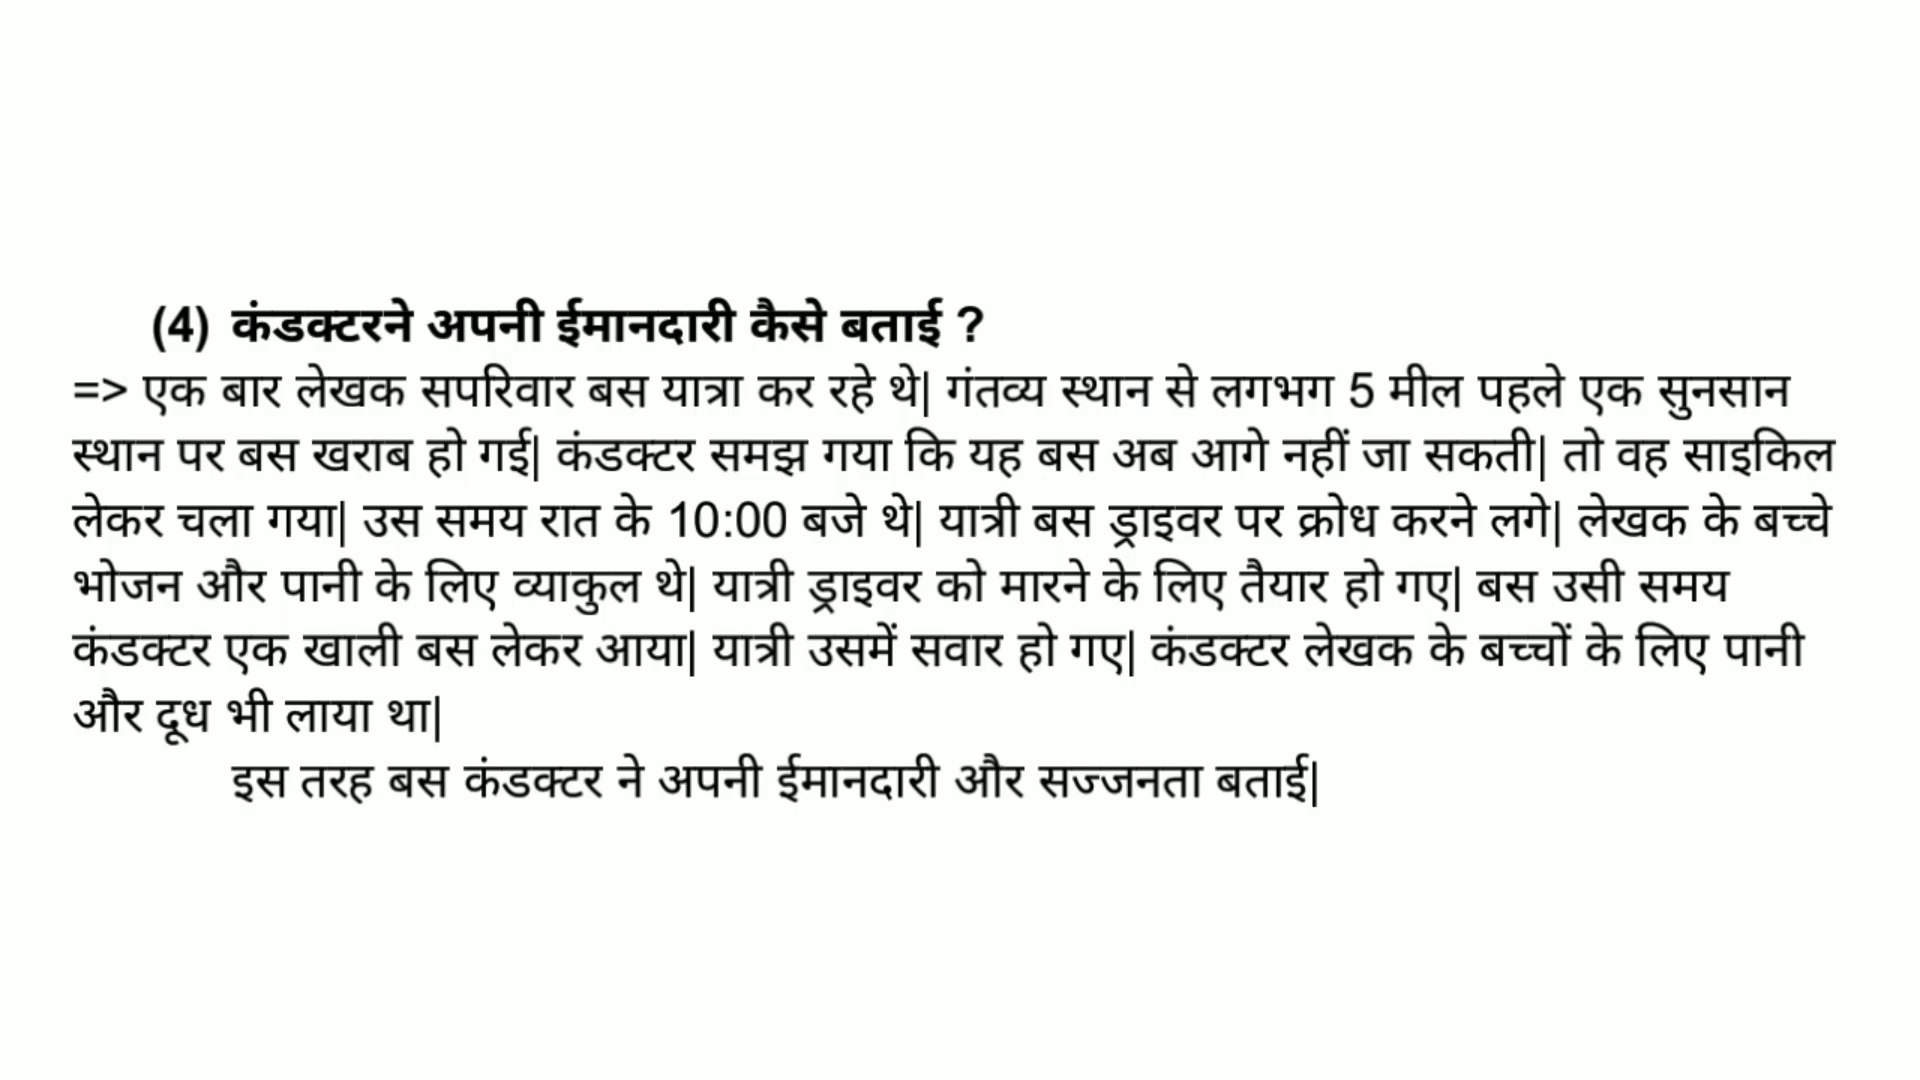 (4) कंडक्टरने अपनी ईमानदारी कैसे बताई ?
=> एक बार लेखक सपरिवार बस यात्रा कर रहे थे| गंतव्य स्थान से लगभग 5 मील पहले एक सुनसान
स्थान पर बस खराब हो गई| कंडक्टर समझ गया कि यह बस अब आगे नहीं जा सकती| तो वह साइकिल
लेकर चला गया| उस समय रात के 10:00 बजे थे| यात्री बस ड्राइवर पर क्रोध करने लगे| लेखक के बच्चे
भोजन और पानी के लिए व्याकुल थे| यात्री ड्राइवर को मारने के लिए तैयार हो गए| बस उसी समय
कंडक्टर एक खाली बस लेकर आया| यात्री उसमें सवार हो गए| कंडक्टर लेखक के बच्चों के लिए पानी
और दूध भी लाया था|
इस तरह बस कंडक्टर ने अपनी ईमानदारी और सज्जनता बताई|